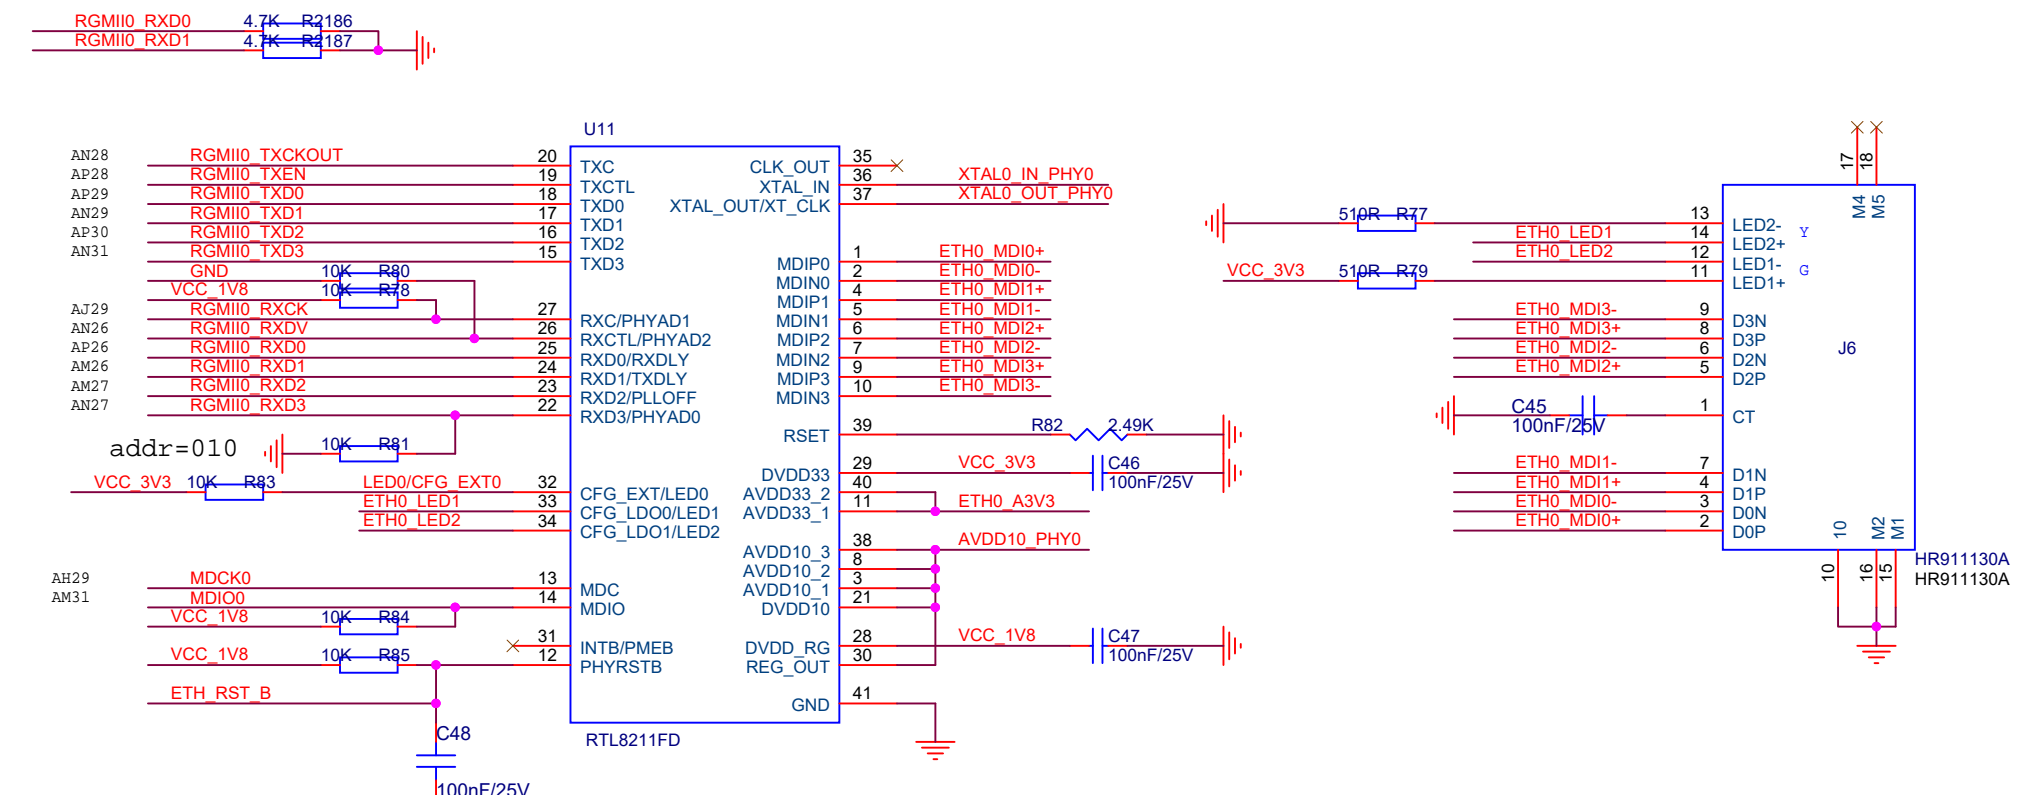 RGMII0_RXD0 4.7K R2186
RGMII0_RXD1 4.7K R2187
U11
AN28 RGMII0_TXCKOUT 20 TXC
AP28 RGMII0_TXEN 19 TXCTL
AP29 RGMII0_TXD0 18 TXD0
AN29 RGMII0_TXD1 17 TXD1
AP30 RGMII0_TXD2 16 TXD2
AN31 RGMII0_TXD3 15 TXD3
GND 10K R80
VCC_1V8 10K R78
AJ29 RGMII0_RXCK 27 RXC/PHYAD1
AN26 RGMII0_RXDV 26 RXCTL/PHYAD2
AP26 RGMII0_RXD0 25 RXD0/RXDLY
AM26 RGMII0_RXD1 24 RXD1/TXDLY
AM27 RGMII0_RXD2 23 RXD2/PLLOFF
AN27 RGMII0_RXD3 22 RXD3/PHYAD0
addr=010 10K R81
VCC_3V3 10K R83 LED0/CFG_EXT0 32 CFG_EXT/LED0
ETH0_LED1 33 CFG_LDO0/LED1
ETH0_LED2 34 CFG_LDO1/LED2
AH29 MDCK0 13 MDC
AM31 MDIO0 14 MDIO
VCC_1V8 10K R84
31 INTB/PMEB
VCC_1V8 10K R85 12 PHYRSTB
ETH_RST_B
C48
100nF/25V
CLK_OUT 35
XTAL_IN 36 XTAL0_IN_PHY0
XTAL_OUT/XT_CLK 37 XTAL0_OUT_PHY0
MDIP0 1 ETH0_MDI0+
MDIN0 2 ETH0_MDI0-
MDIP1 4 ETH0_MDI1+
MDIN1 5 ETH0_MDI1-
MDIP2 6 ETH0_MDI2+
MDIN2 7 ETH0_MDI2-
MDIP3 9 ETH0_MDI3+
MDIN3 10 ETH0_MDI3-
RSET 39 R82 2.49K
DVDD33 29 VCC_3V3 C46
100nF/25V
AVDD33_2 40
AVDD33_1 11 ETH0_A3V3
AVDD10_3 38 AVDD10_PHY0
AVDD10_2 8
AVDD10_1 3
DVDD10 21
DVDD_RG 28 VCC_1V8 C47
100nF/25V
REG_OUT 30
GND 41
RTL8211FD
17 18
M4 M5
510R R77 13 LED2-
ETH0_LED1 14 LED2+ Y
ETH0_LED2 12 LED1- G
VCC_3V3 510R R79 11 LED1+
ETH0_MDI3- 9 D3N
ETH0_MDI3+ 8 D3P
ETH0_MDI2- 6 D2N
ETH0_MDI2+ 5 D2P
J6
C45 1 CT
100nF/25V
ETH0_MDI1- 7 D1N
ETH0_MDI1+ 4 D1P
ETH0_MDI0- 3 D0N
ETH0_MDI0+ 2 D0P
10 M2 M1
10 16 15
HR911130A
HR911130A